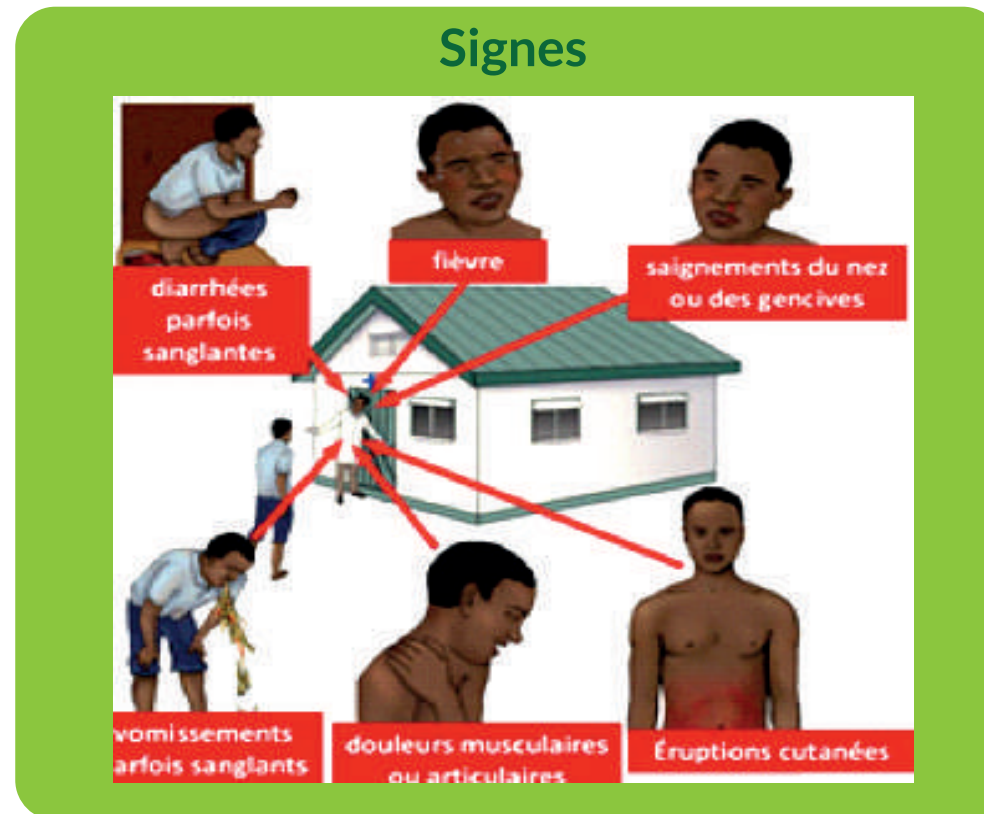 Signes
fièvre
saignements du nez
ou des gencives
diarrhées
parfois
sanglantes
vomissements
arfois sanglants
douleurs musculaires
ou articulaires
Éruptions cutanées